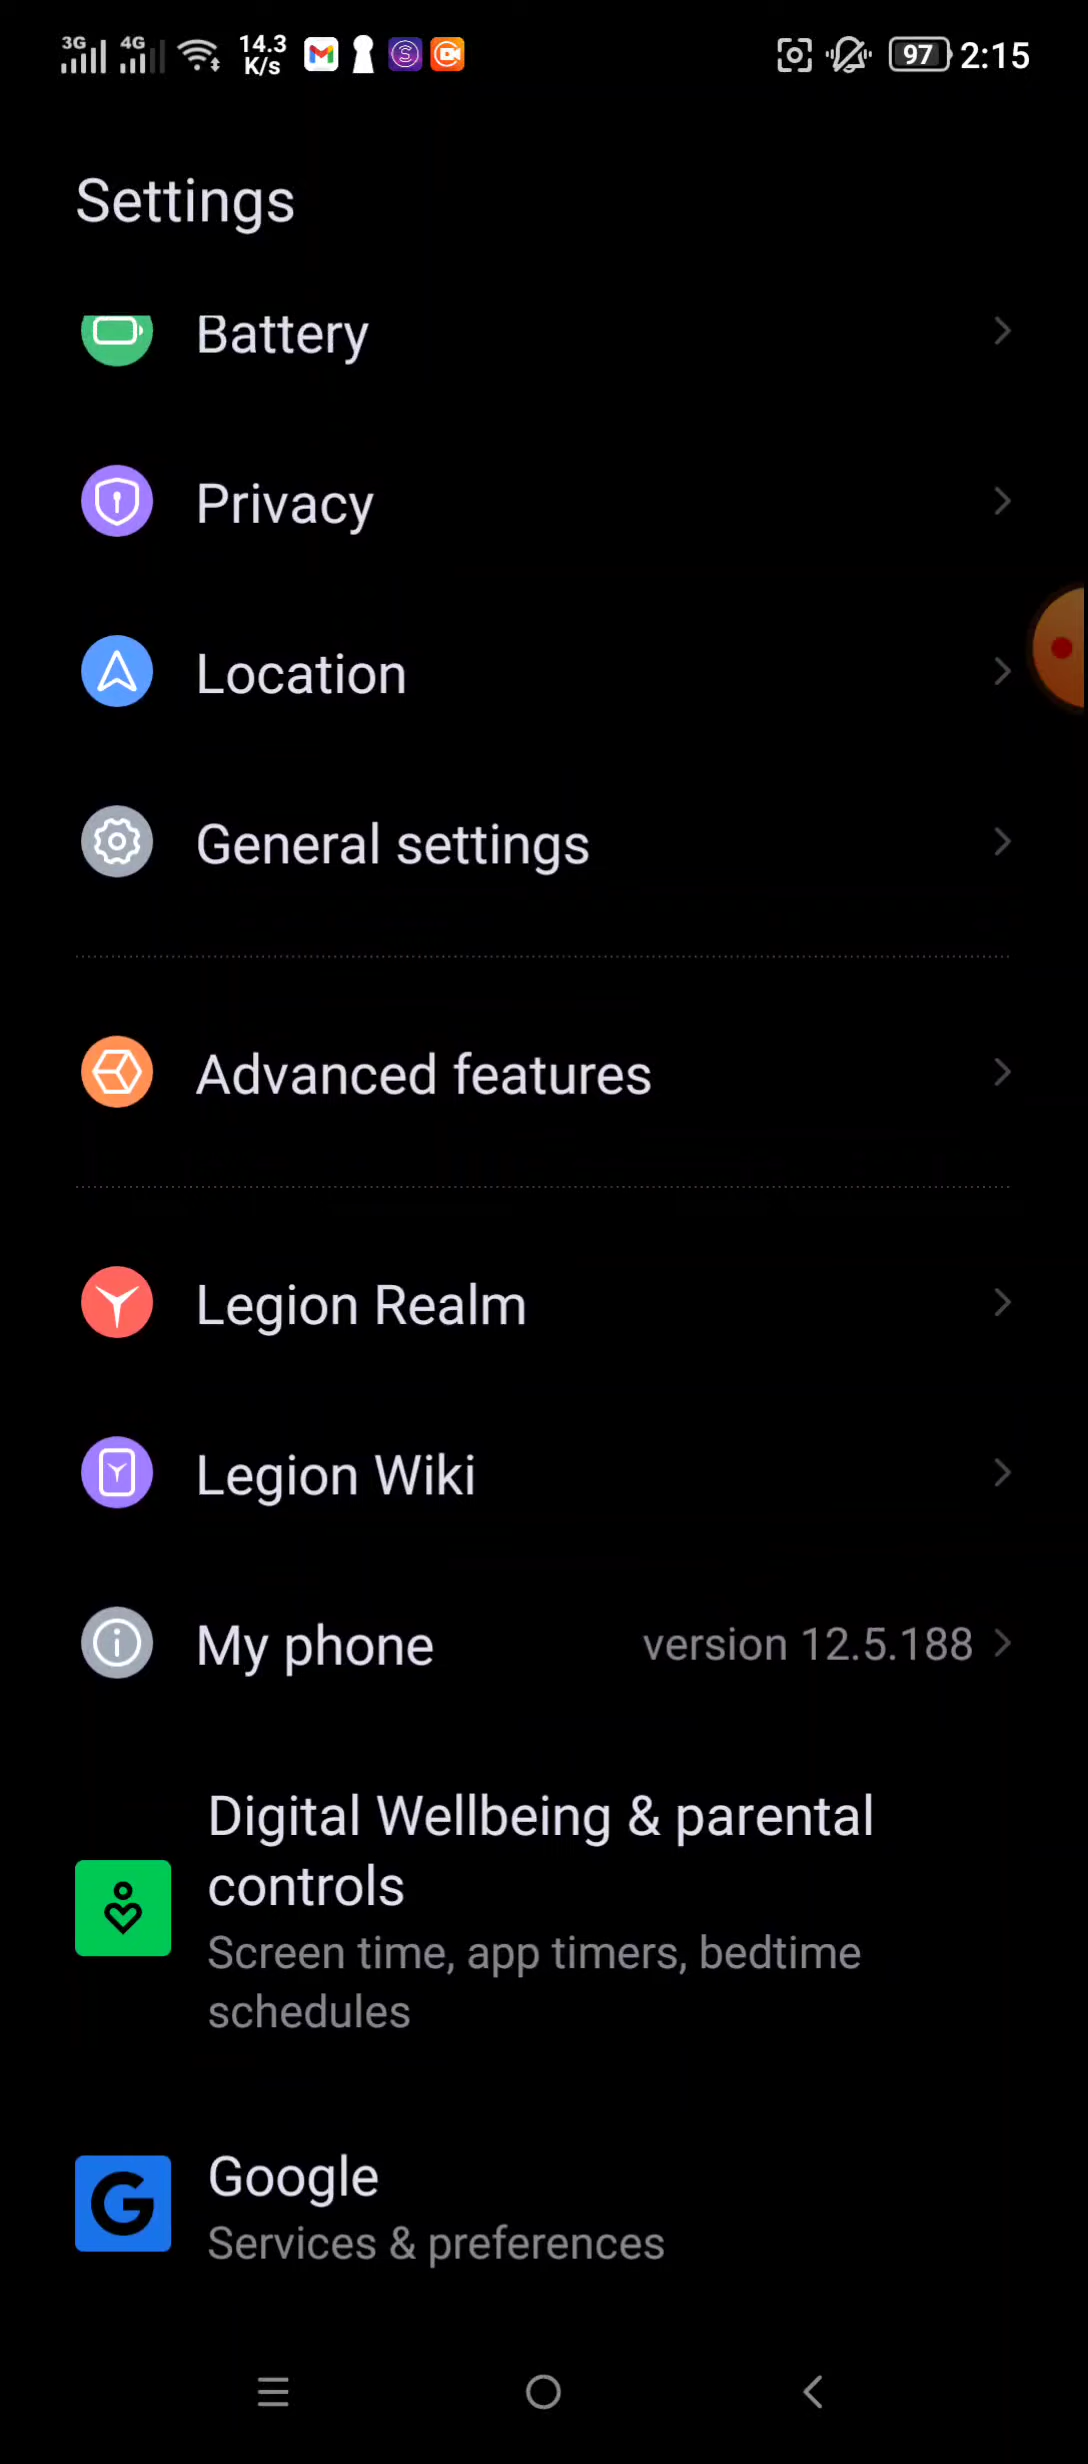 3G 4G 14.3 K/s 97 2:15
Settings
Battery
Privacy
Location
General settings
Advanced features
Legion Realm
Legion Wiki
My phone version 12.5.188
Digital Wellbeing & parental
controls
Screen time, app timers, bedtime
schedules
Google
Services & preferences